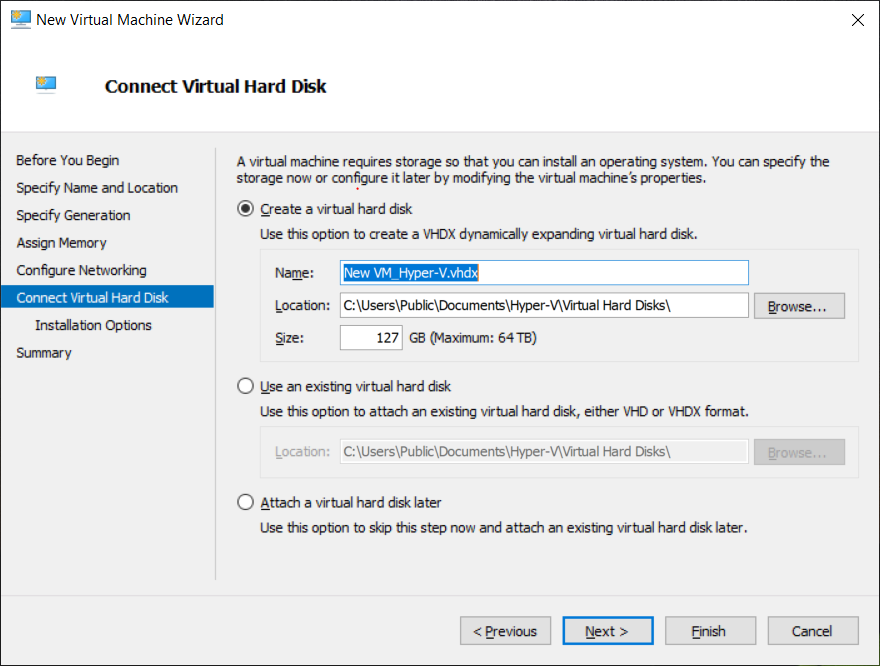 New Virtual Machine Wizard
Connect Virtual Hard Disk
Before You Begin
Specify Name and Location
Specify Generation
Assign Memory
Configure Networking
Connect Virtual Hard Disk
Installation Options
Summary
A virtual machine requires storage so that you can install an operating system. You can specify the
storage now or configure it later by modifying the virtual machine's properties.
Create a virtual hard disk
Use this option to create a VHDX dynamically expanding virtual hard disk.
Name: New VM_Hyper-V.vhdx
Location: C:\Users\Public\Documents\Hyper-V\Virtual Hard Disks\ Browse...
Size: 127 GB (Maximum: 64 TB)
Use an existing virtual hard disk
Use this option to attach an existing virtual hard disk, either VHD or VHDX format.
Location: C:\Users\Public\Documents\Hyper-V\Virtual Hard Disks\ Browse...
Attach a virtual hard disk later
Use this option to skip this step now and attach an existing virtual hard disk later.
< Previous Next > Finish Cancel